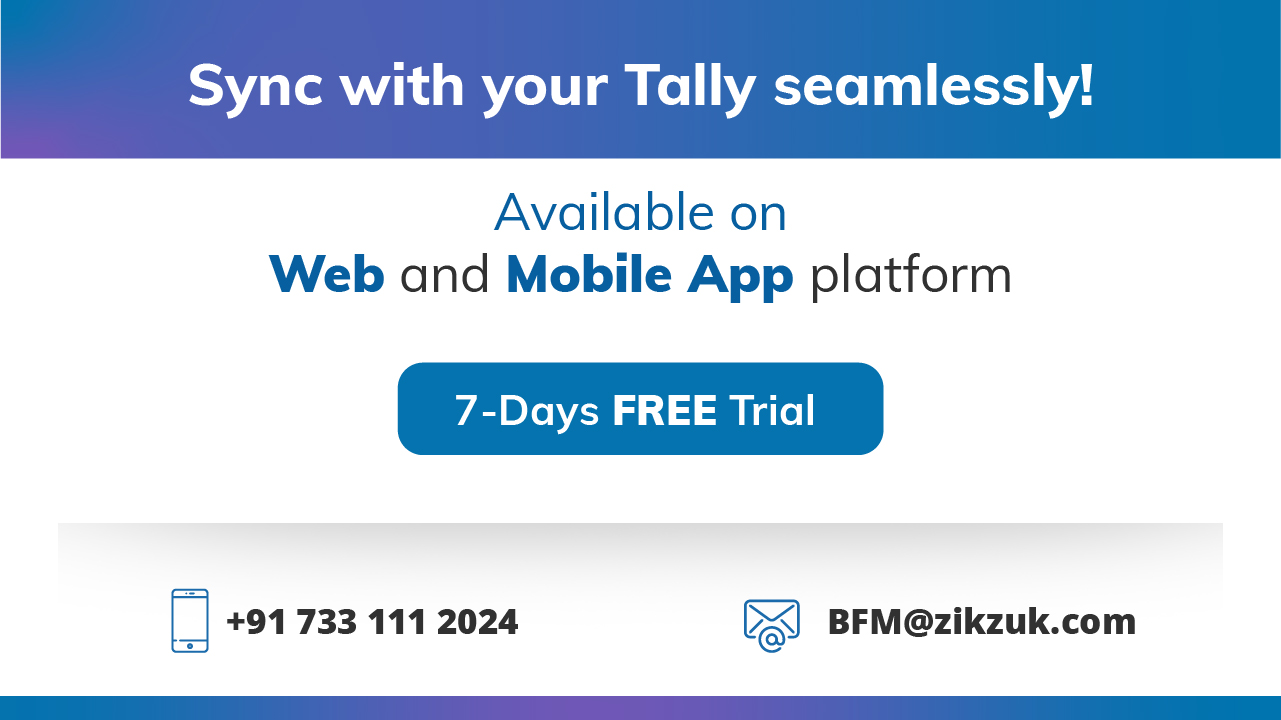 Sync with your Tally seamlessly!
Available on
Web and Mobile App platform
7-Days FREE Trial
+91 733 111 2024
BFM@zikzuk.com